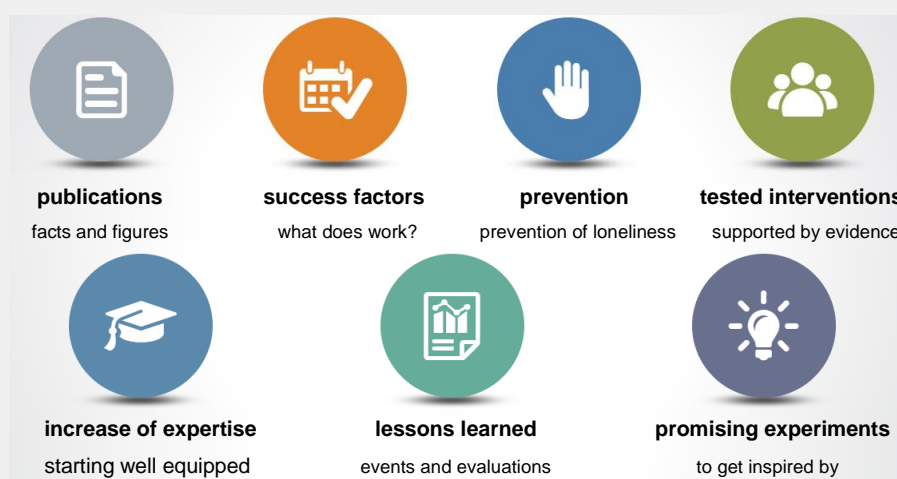 publications
facts and figures
success factors
what does work?
prevention
prevention of loneliness
tested interventions
supported by evidence
increase of expertise
starting well equipped
lessons learned
events and evaluations
promising experiments
to get inspired by